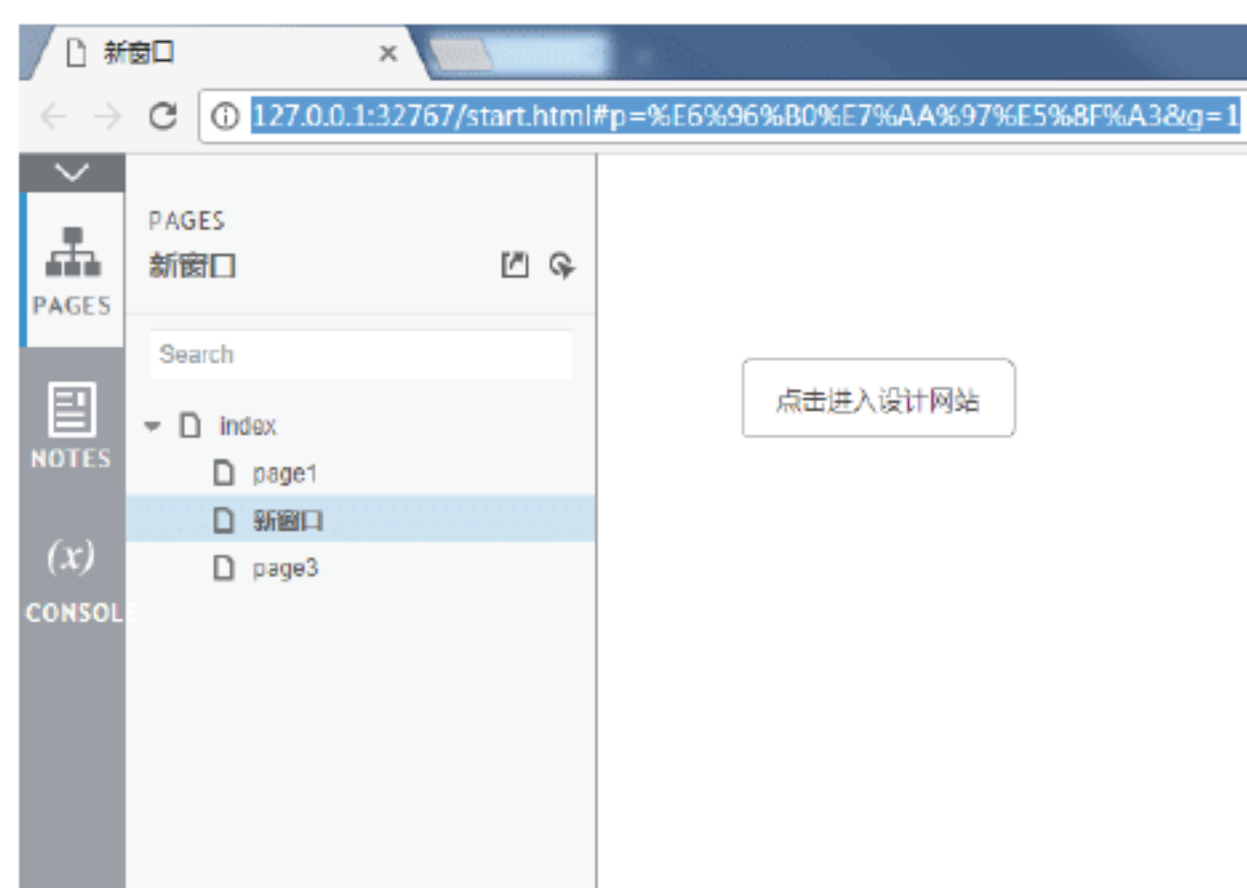 新窗口
127.0.0.1:32767/start.html#p=%E6%96%B0%E7%AA%97%E5%8F%A3&g=1
PAGES
新窗口
PAGES
Search
index
NOTES
page1
新窗口
page3
(x)
CONSOLE
点击进入设计网站